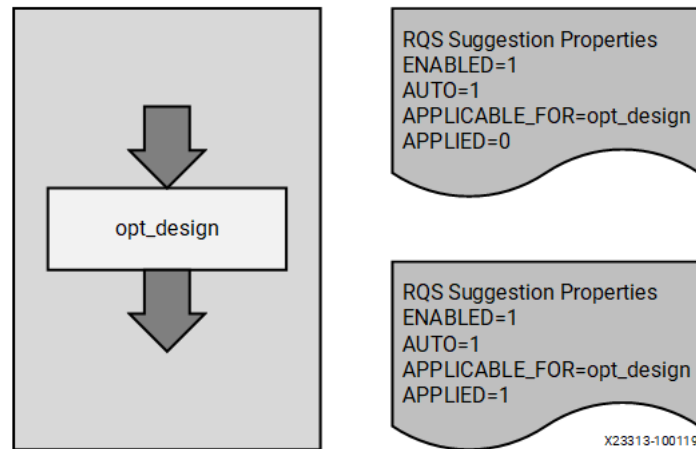 opt_design
RQS Suggestion Properties
ENABLED=1
AUTO=1
APPLICABLE_FOR=opt_design
APPLIED=0
RQS Suggestion Properties
ENABLED=1
AUTO=1
APPLICABLE_FOR=opt_design
APPLIED=1
X23313-100119